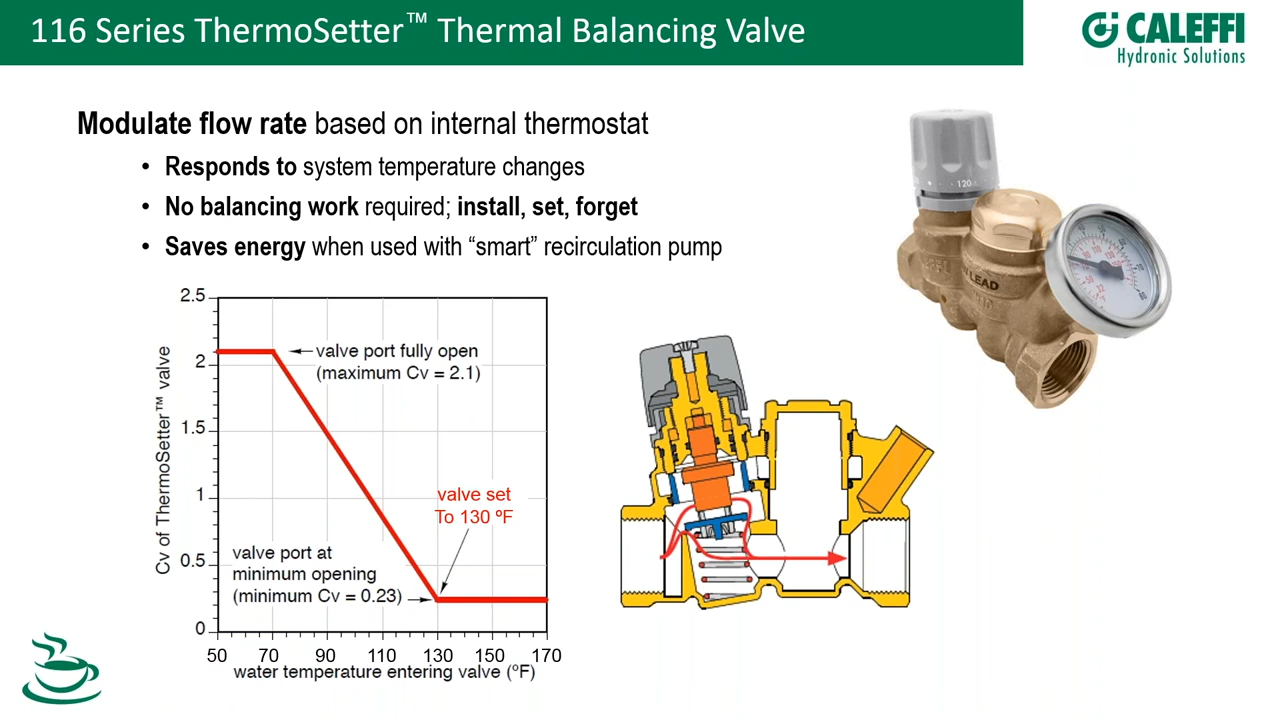 116 Series ThermoSetter™ Thermal Balancing Valve
CALEFFI
Hydronic Solutions
Modulate flow rate based on internal thermostat
• Responds to system temperature changes
• No balancing work required; install, set, forget
• Saves energy when used with “smart” recirculation pump
120
LEAD
2.5
2
1.5
1
0.5
0
Cv of ThermoSetter™ valve
valve port fully open
(maximum Cv = 2.1)
valve set
To 130 ºF
valve port at
minimum opening
(minimum Cv = 0.23)
50 70 90 110 130 150 170
water temperature entering valve (ºF)